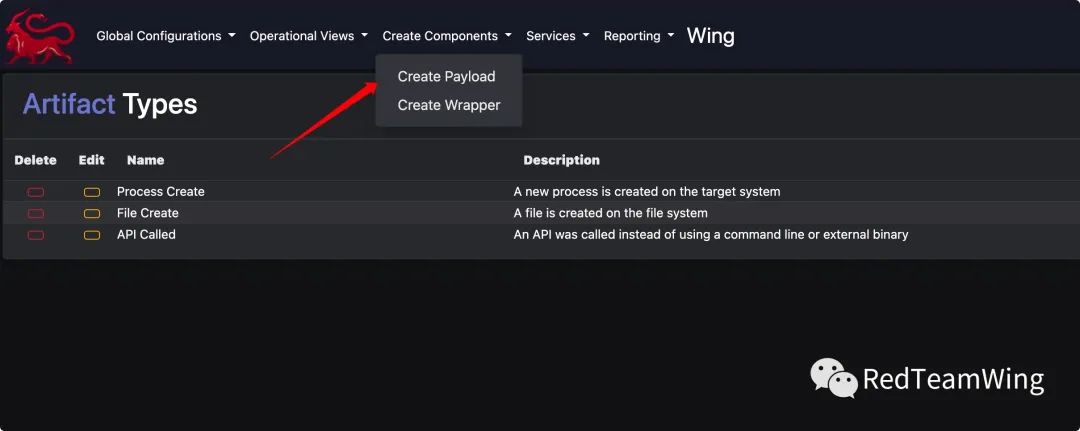 Global Configurations Operational Views Create Components Services Reporting Wing
Create Payload
Create Wrapper
Artifact Types
Delete Edit Name Description
Process Create A new process is created on the target system
File Create A file is created on the file system
API Called An API was called instead of using a command line or external binary
RedTeamWing